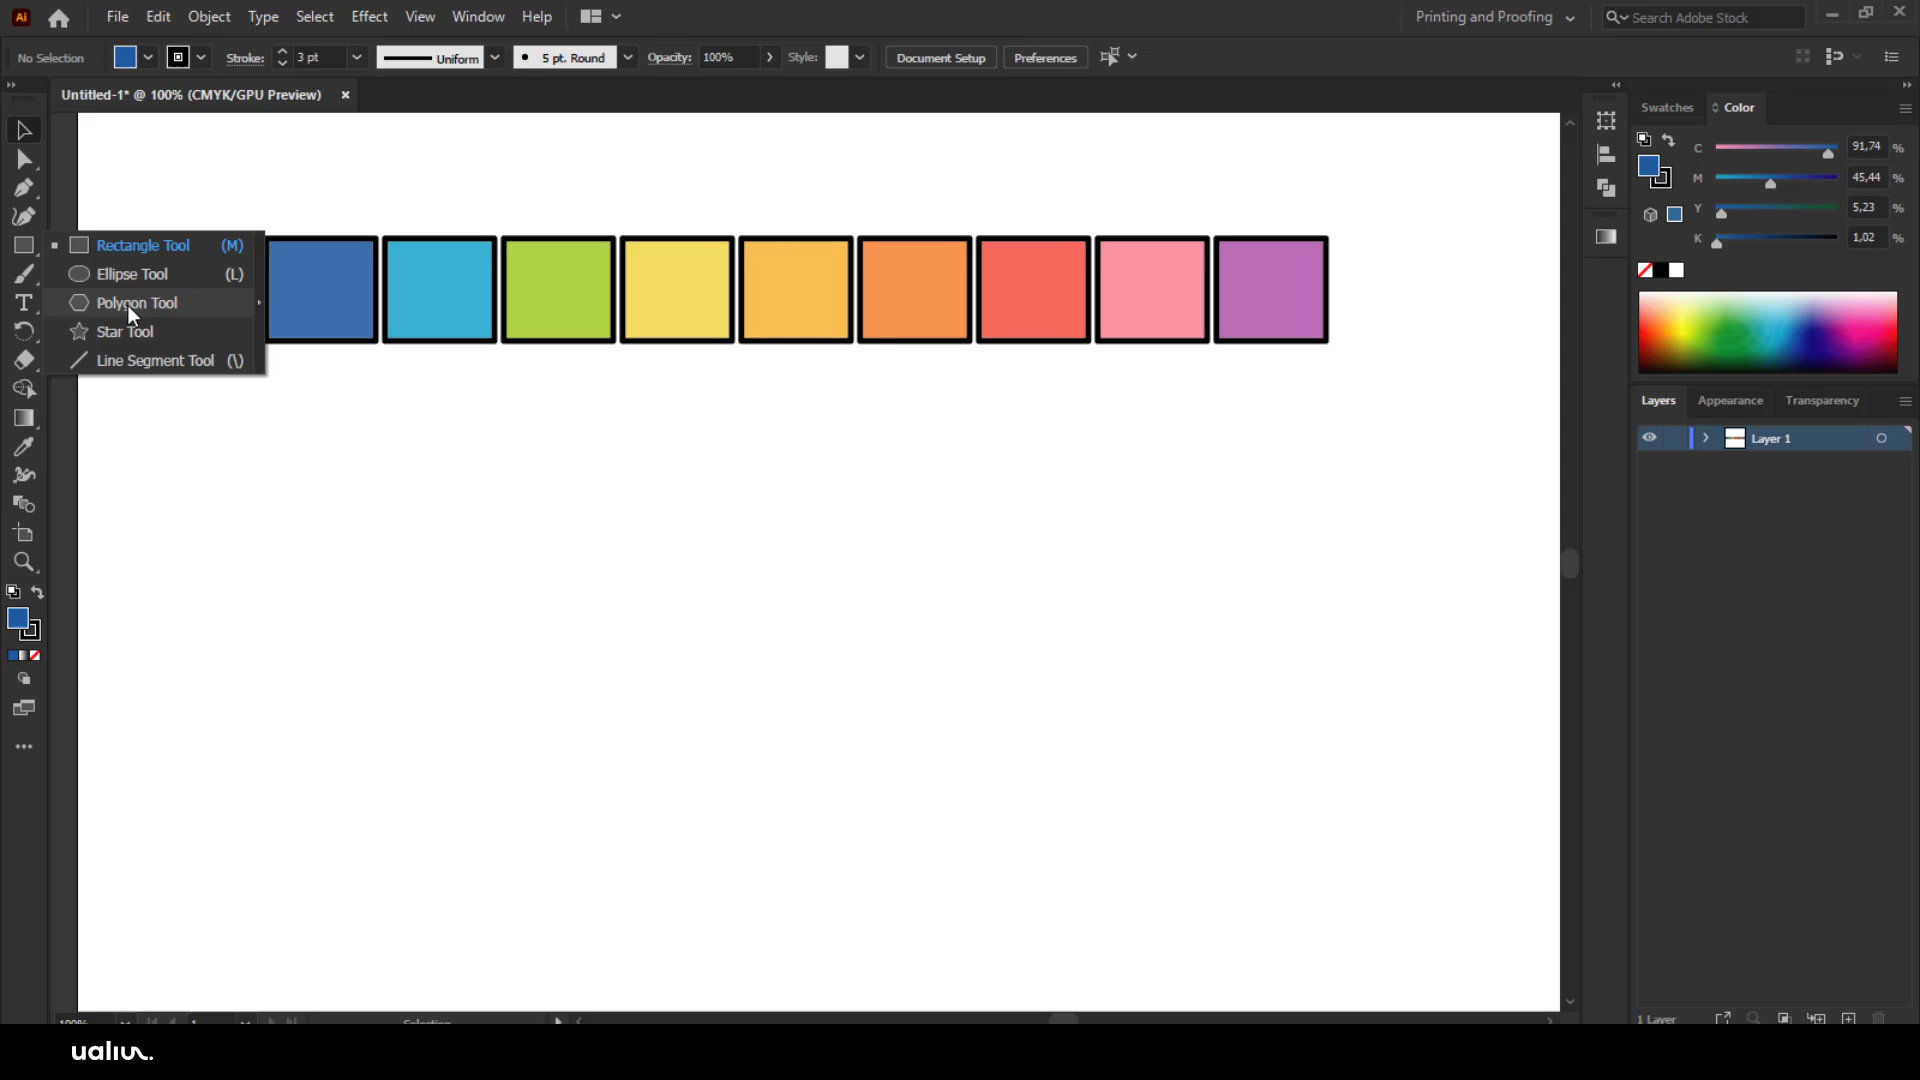 Ai File Edit Object Type Select Effect View Window Help Printing and Proofing Search Adobe Stock
No Selection Stroke: 3 pt Uniform 5 pt. Round Opacity: 100% Style: Document Setup Preferences
Untitled-1* @ 100% (CMYK/GPU Preview)
Rectangle Tool (M)
Ellipse Tool (L)
Polygon Tool
Star Tool
Line Segment Tool (\)
Swatches Color
C 91,74 %
M 45,44 %
Y 5,23 %
K 1,02 %
Layers Appearance Transparency
Layer 1
100% 1 Selection
1 Layer